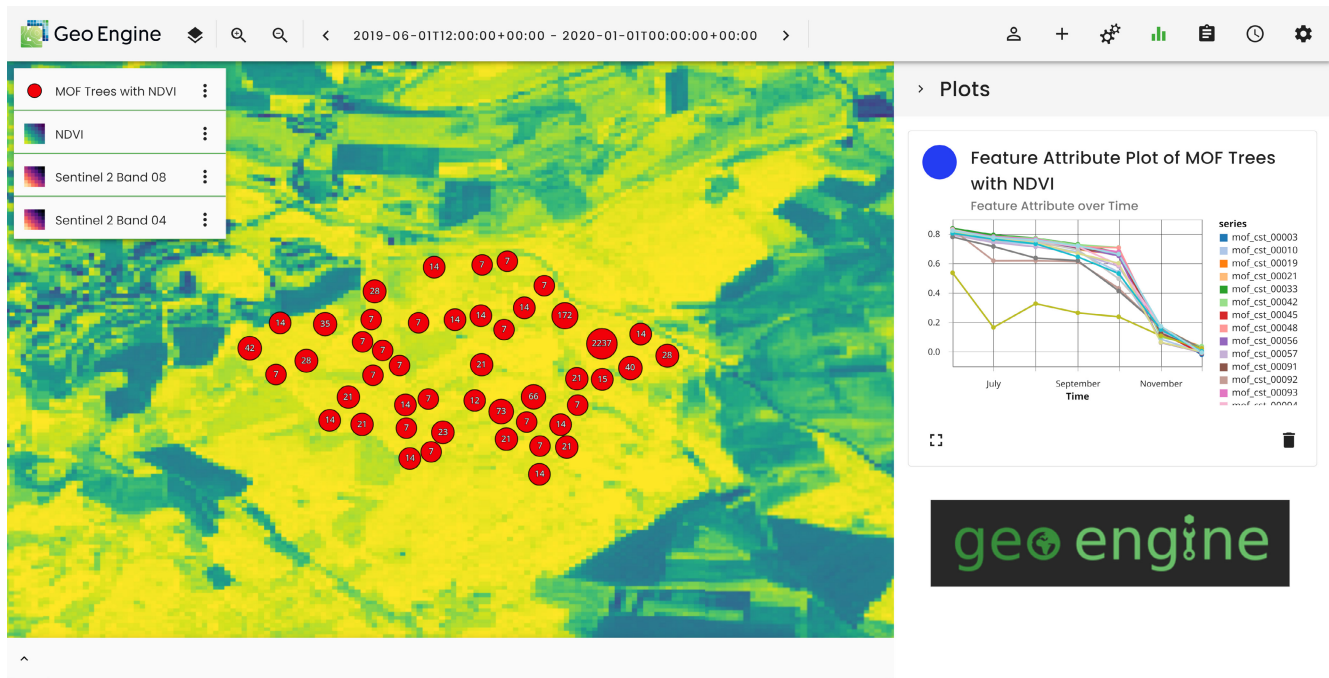 Geo Engine
2019-06-01T12:00:00+00:00 - 2020-01-01T00:00:00+00:00
MOF Trees with NDVI
NDVI
Sentinel 2 Band 08
Sentinel 2 Band 04
14
7
7
7
28
14
172
14
35
7
7
14
14
7
2237
14
42
28
7
7
7
7
7
21
40
28
21
15
21
14
7
12
66
73
7
14
21
7
23
7
14
21
14
7
7
21
14
Plots
Feature Attribute Plot of MOF Trees
with NDVI
Feature Attribute over Time
0.8
0.6
0.4
0.2
0.0
July
September
November
Time
series
mof_cst_00003
mof_cst_00010
mof_cst_00019
mof_cst_00021
mof_cst_00033
mof_cst_00042
mof_cst_00045
mof_cst_00048
mof_cst_00056
mof_cst_00057
mof_cst_00091
mof_cst_00092
mof_cst_00093
geo engine